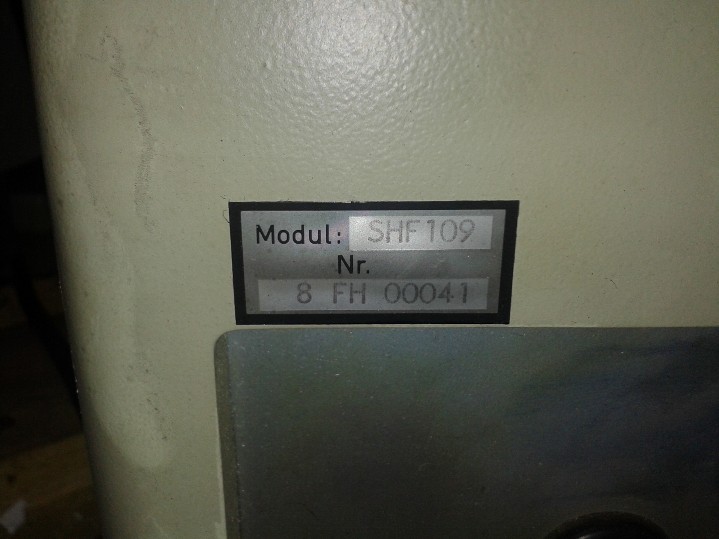 Modul: SHF109
Nr.
8 FH 00041